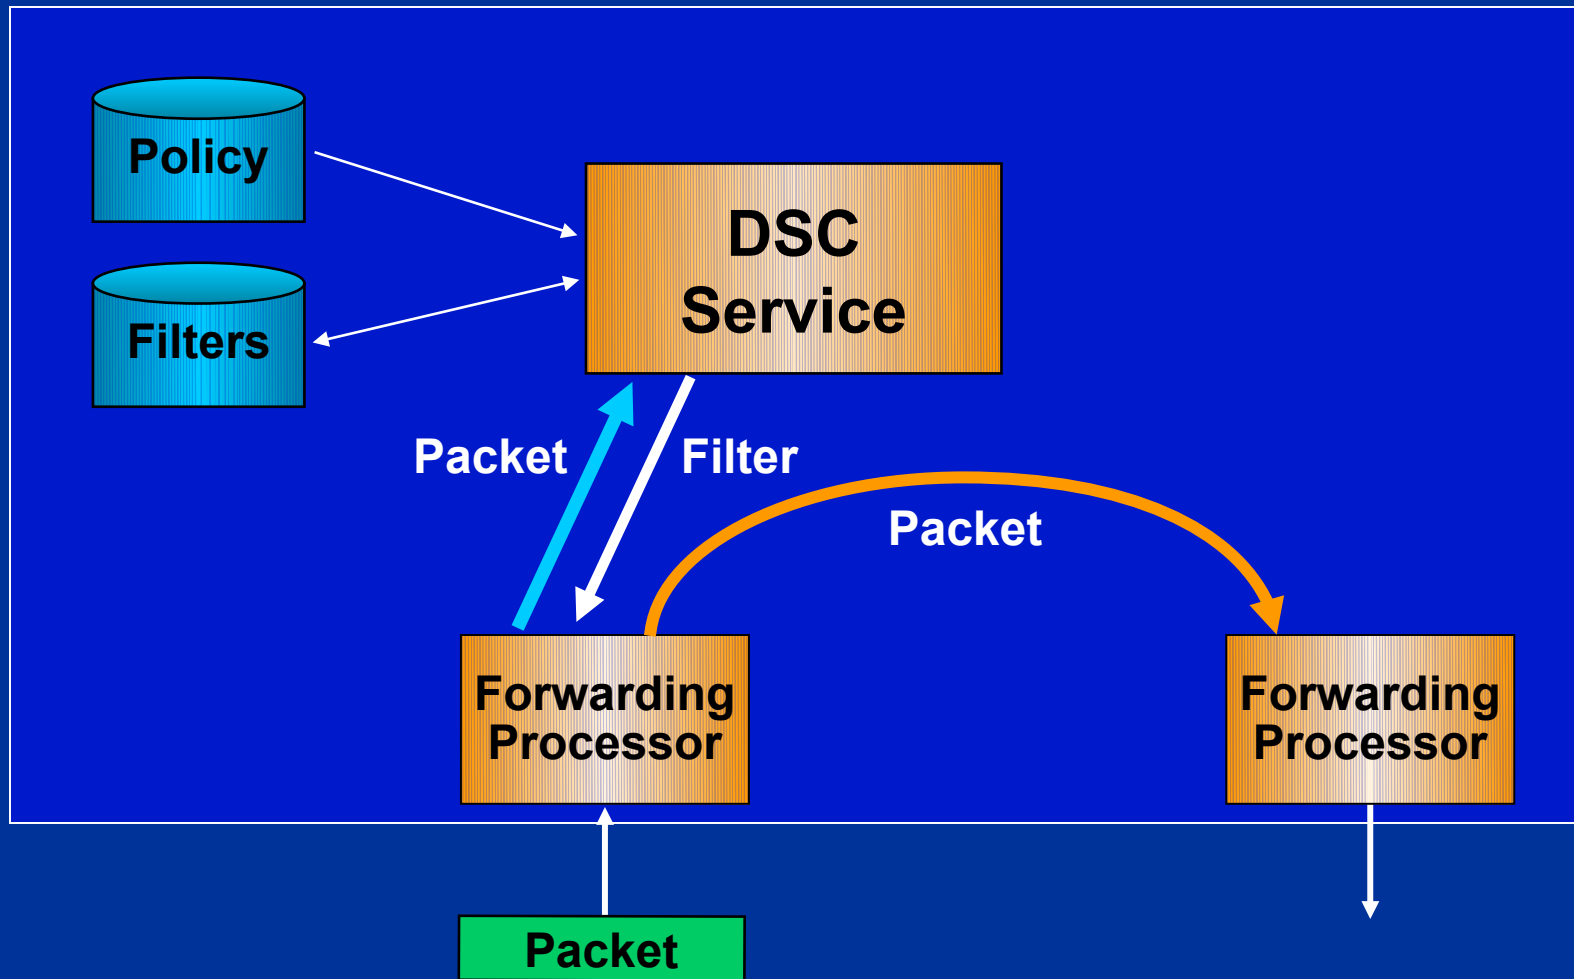 Policy
DSC
Service
Filters
Packet
Filter
Packet
Forwarding
Processor
Forwarding
Processor
Packet